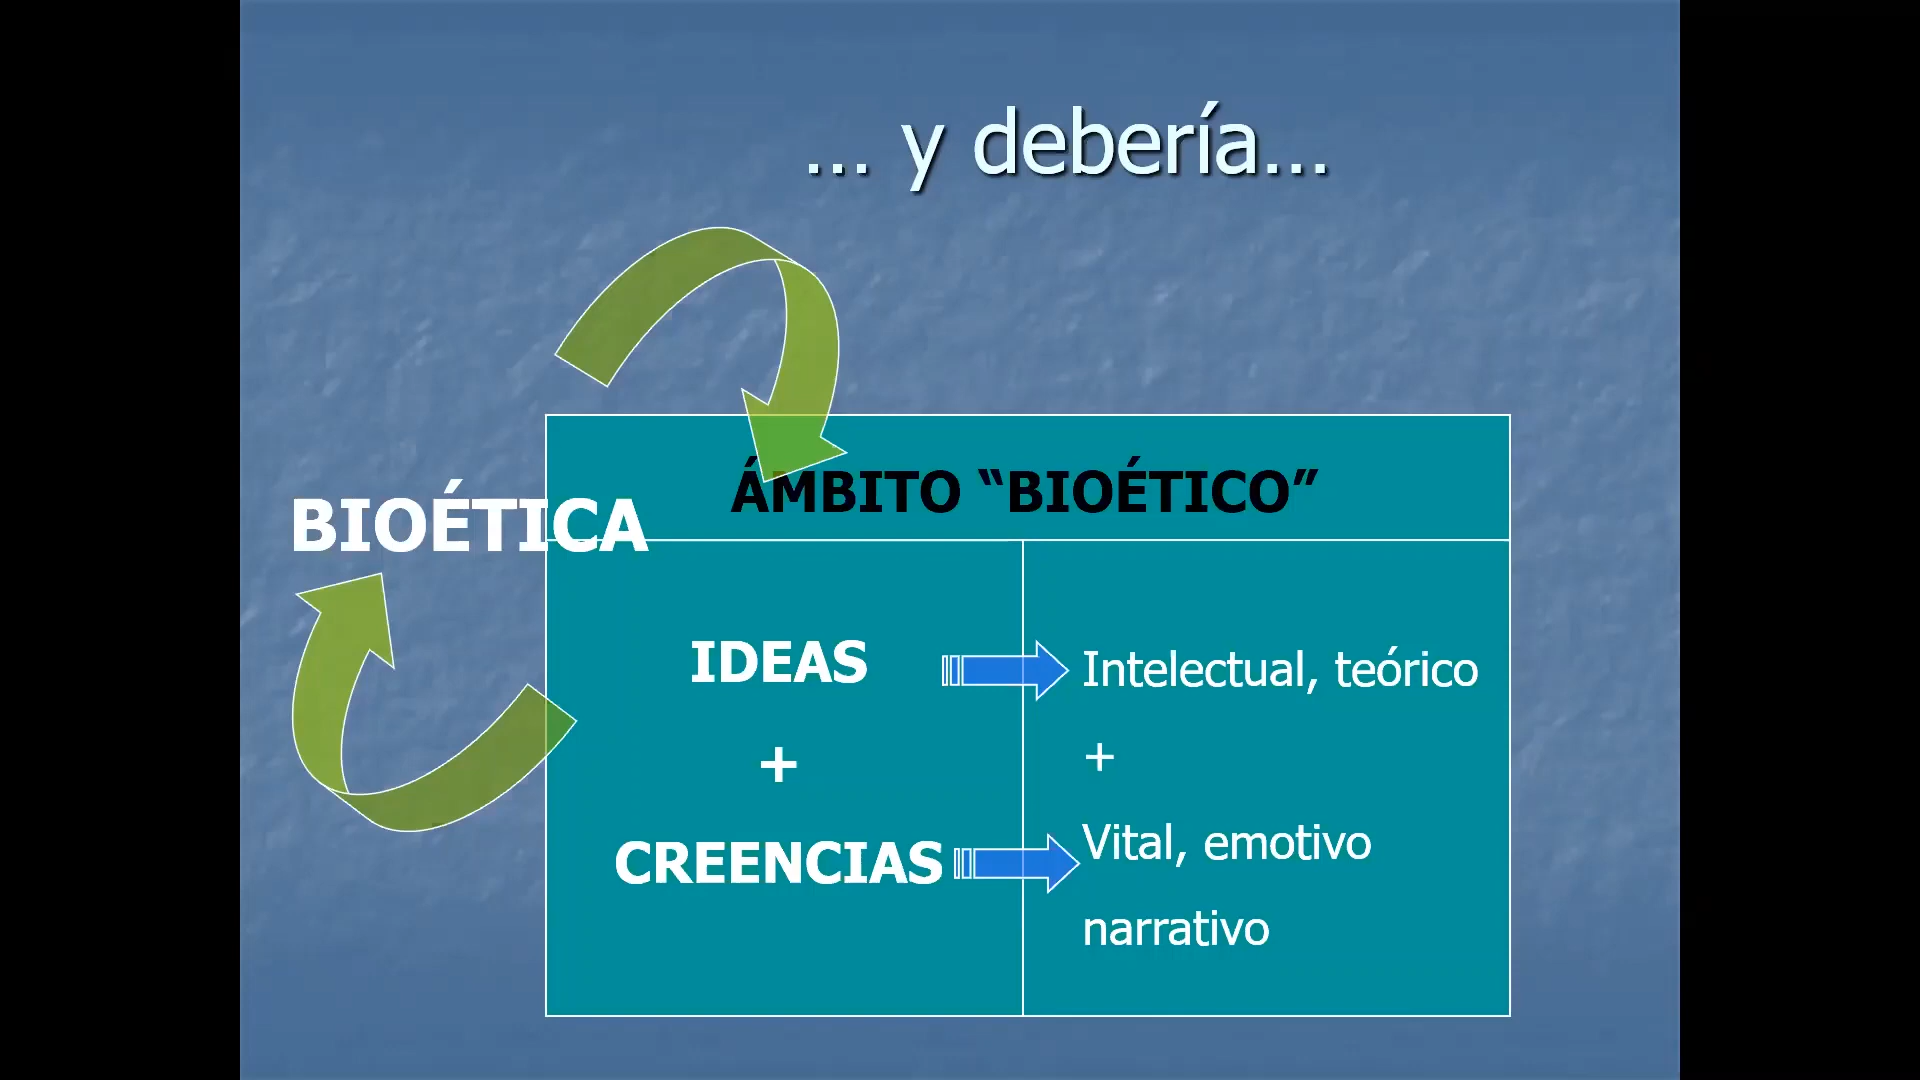 ... y debería...
BIOÉTICA
ÁMBITO “BIOÉTICO”
IDEAS
+
CREENCIAS
Intelectual, teórico
+
Vital, emotivo
narrativo